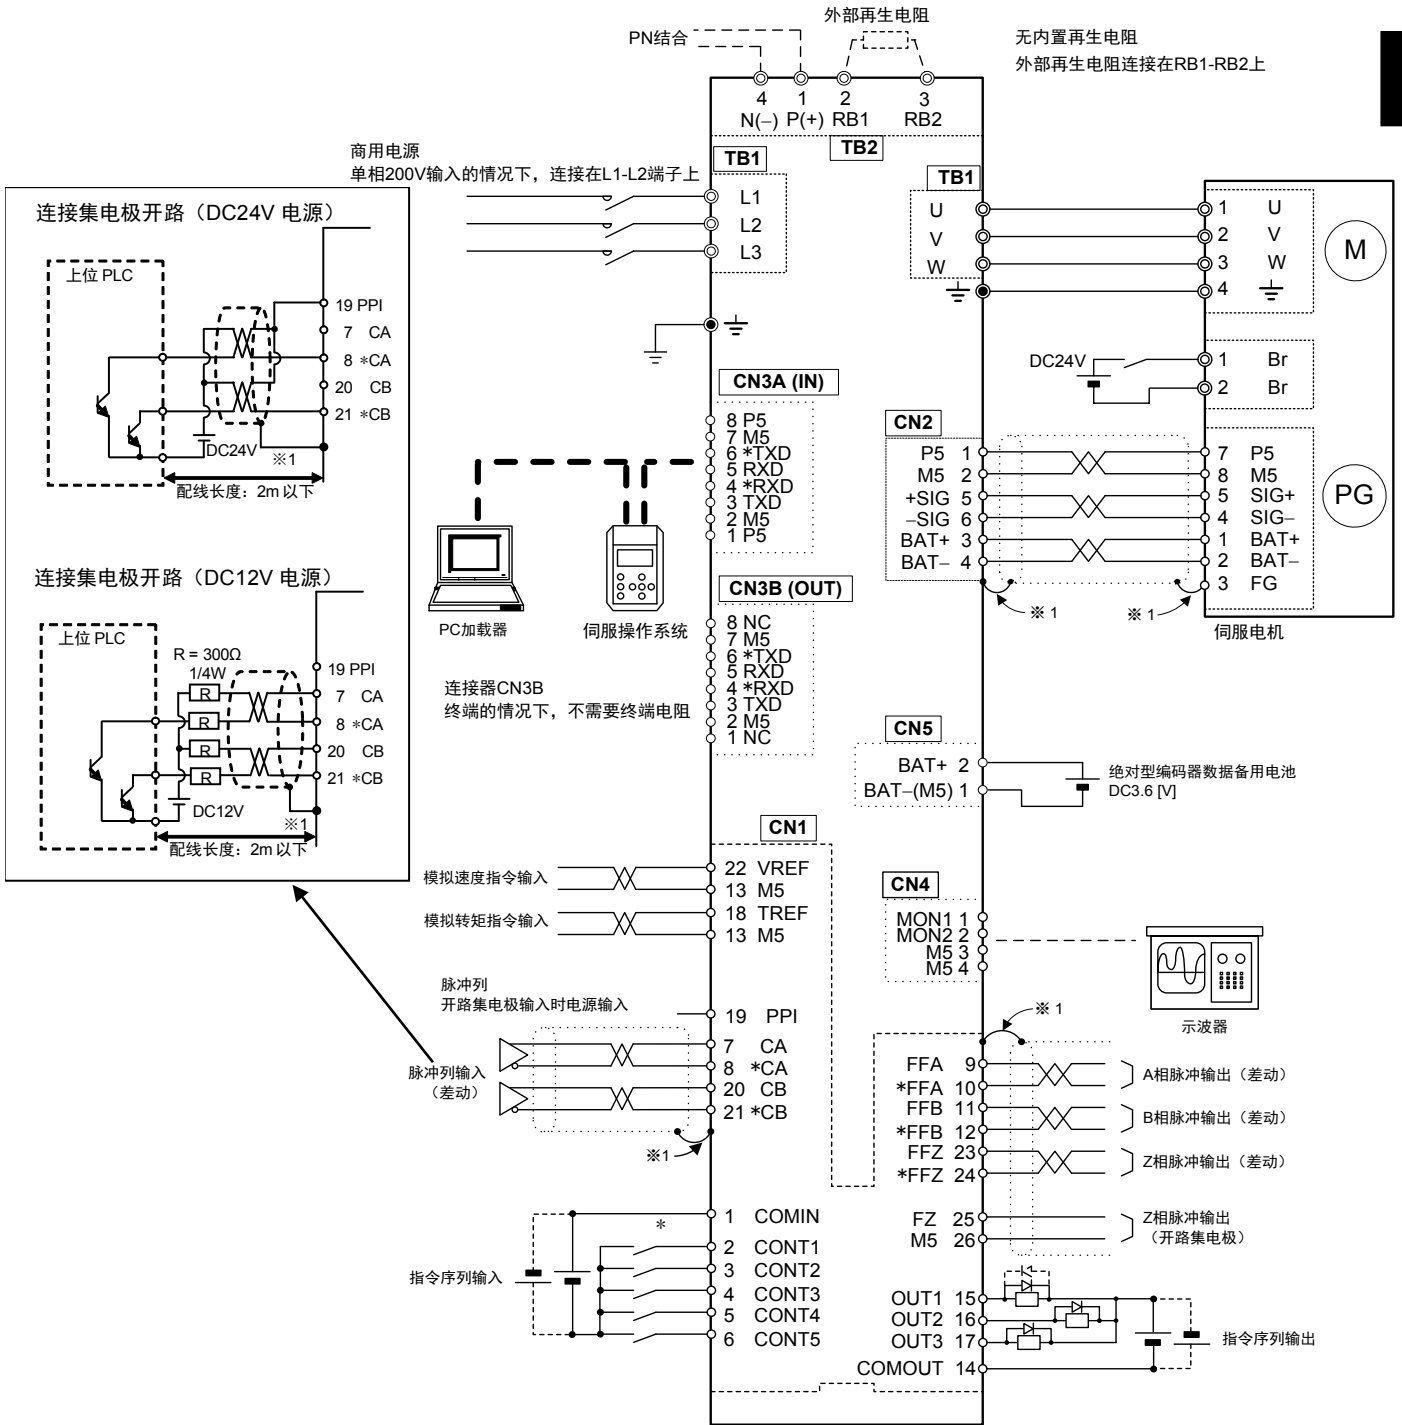 外部再生电阻
PN结合
无内置再生电阻
外部再生电阻连接在RB1-RB2上
4 1 2 3
N(–) P(+) RB1 RB2
TB2
商用电源
单相200V输入的情况下，连接在L1-L2端子上
TB1
L1
L2
L3
TB1
U
V
W
1 U
2 V
3 W
4
M
DC24V
1 Br
2 Br
连接集电极开路（DC24V 电源）
上位 PLC
19 PPI
7 CA
8 *CA
20 CB
21 *CB
DC24V
※1
配线长度：2m 以下
连接集电极开路（DC12V 电源）
上位 PLC
R = 300Ω
1/4W
R
R
R
R
19 PPI
7 CA
8 *CA
20 CB
21 *CB
DC12V
※1
配线长度：2m 以下
CN3A (IN)
8 P5
7 M5
6 *TXD
5 RXD
4 *RXD
3 TXD
2 M5
1 P5
PC加载器
伺服操作系统
CN3B (OUT)
8 NC
7 M5
6 *TXD
5 RXD
4 *RXD
3 TXD
2 M5
1 NC
连接器CN3B
终端的情况下，不需要终端电阻
CN2
P5 1
M5 2
+SIG 5
–SIG 6
BAT+ 3
BAT– 4
7 P5
8 M5
5 SIG+
4 SIG–
1 BAT+
2 BAT–
3 FG
PG
※ 1
※ 1
伺服电机
CN5
BAT+ 2
BAT–(M5) 1
绝对型编码器数据备用电池
DC3.6 [V]
CN1
模拟速度指令输入
22 VREF
13 M5
模拟转矩指令输入
18 TREF
13 M5
脉冲列
开路集电极输入时电源输入
19 PPI
脉冲列输入
（差动）
7 CA
8 *CA
20 CB
21 *CB
※1
CN4
MON1 1
MON2 2
M5 3
M5 4
示波器
※ 1
FFA 9
*FFA 10
FFB 11
*FFB 12
FFZ 23
*FFZ 24
A相脉冲输出（差动）
B相脉冲输出（差动）
Z相脉冲输出（差动）
FZ 25
M5 26
Z相脉冲输出
（开路集电极）
指令序列输入
*
1 COMIN
2 CONT1
3 CONT2
4 CONT3
5 CONT4
6 CONT5
OUT1 15
OUT2 16
OUT3 17
COMOUT 14
指令序列输出